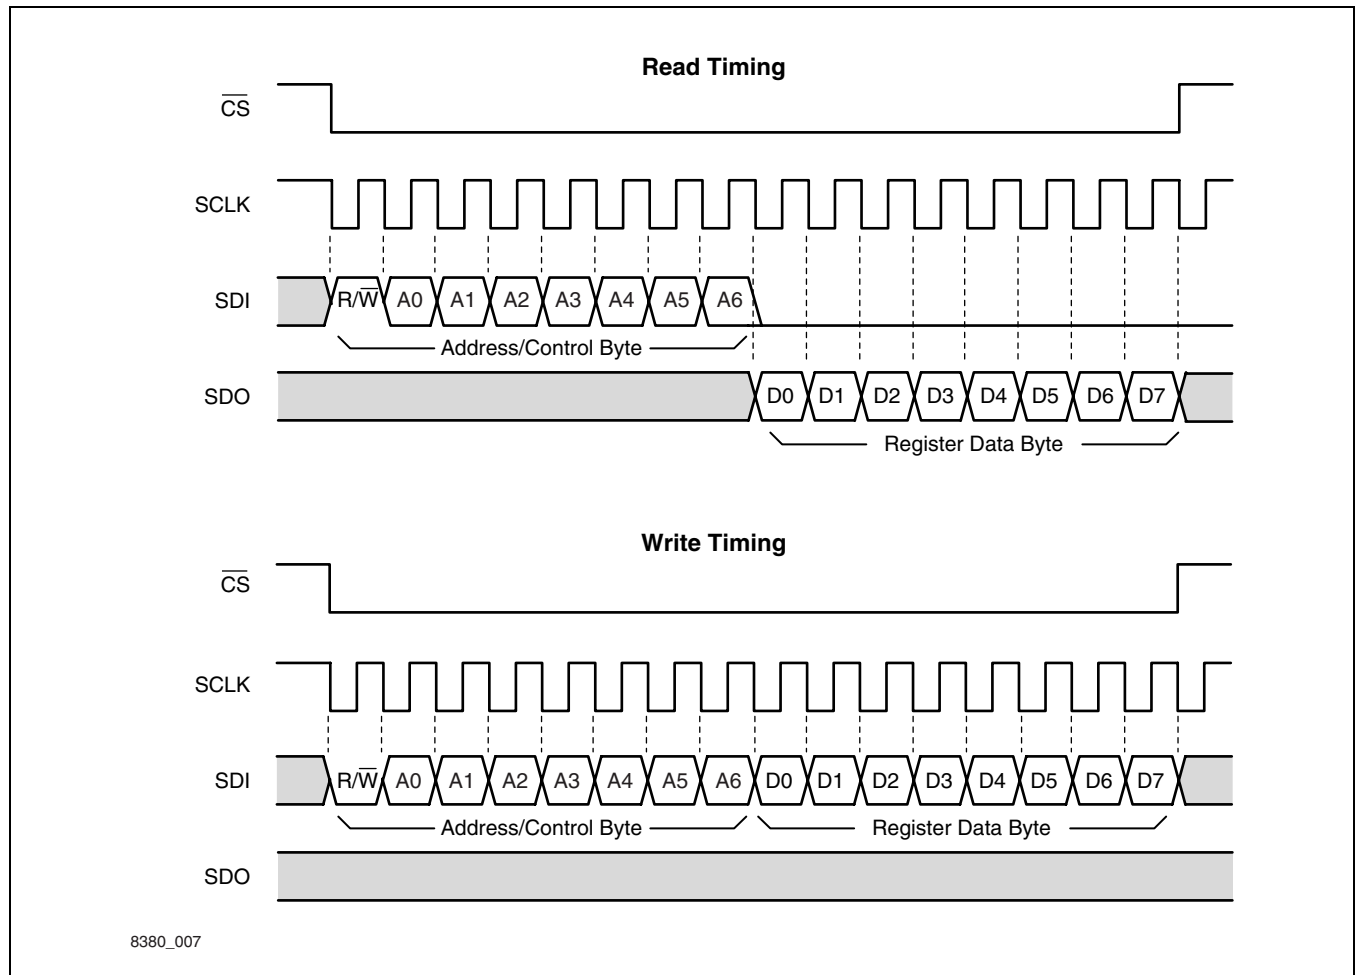 Read Timing
C̅S̅
SCLK
SDI R/W̅ A0 A1 A2 A3 A4 A5 A6
Address/Control Byte
SDO D0 D1 D2 D3 D4 D5 D6 D7
Register Data Byte
Write Timing
C̅S̅
SCLK
SDI R/W̅ A0 A1 A2 A3 A4 A5 A6 D0 D1 D2 D3 D4 D5 D6 D7
Address/Control Byte Register Data Byte
SDO
8380_007